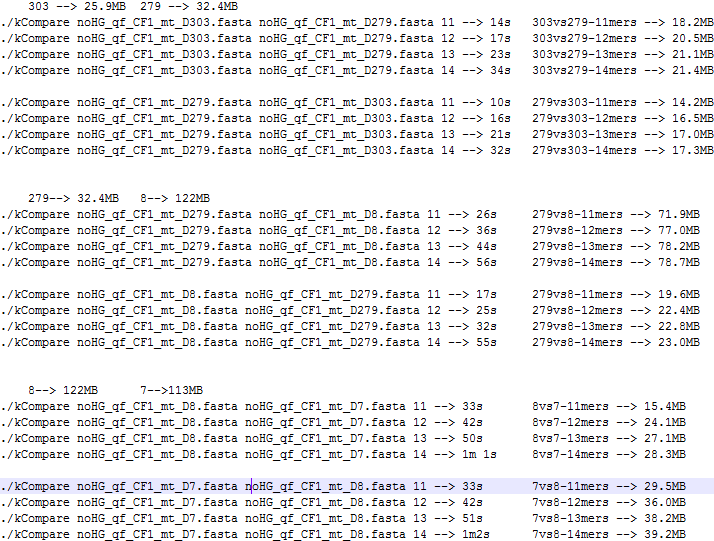 303 --> 25.9MB  279 --> 32.4MB
./kCompare noHG_qf_CF1_mt_D303.fasta noHG_qf_CF1_mt_D279.fasta 11 --> 14s   303vs279-11mers --> 18.2MB
./kCompare noHG_qf_CF1_mt_D303.fasta noHG_qf_CF1_mt_D279.fasta 12 --> 17s   303vs279-12mers --> 20.5MB
./kCompare noHG_qf_CF1_mt_D303.fasta noHG_qf_CF1_mt_D279.fasta 13 --> 23s   303vs279-13mers --> 21.1MB
./kCompare noHG_qf_CF1_mt_D303.fasta noHG_qf_CF1_mt_D279.fasta 14 --> 34s   303vs279-14mers --> 21.4MB
./kCompare noHG_qf_CF1_mt_D279.fasta noHG_qf_CF1_mt_D303.fasta 11 --> 10s   279vs303-11mers --> 14.2MB
./kCompare noHG_qf_CF1_mt_D279.fasta noHG_qf_CF1_mt_D303.fasta 12 --> 16s   279vs303-12mers --> 16.5MB
./kCompare noHG_qf_CF1_mt_D279.fasta noHG_qf_CF1_mt_D303.fasta 13 --> 21s   279vs303-13mers --> 17.0MB
./kCompare noHG_qf_CF1_mt_D279.fasta noHG_qf_CF1_mt_D303.fasta 14 --> 32s   279vs303-14mers --> 17.3MB
279--> 32.4MB   8--> 122MB
./kCompare noHG_qf_CF1_mt_D279.fasta noHG_qf_CF1_mt_D8.fasta 11 --> 26s   279vs8-11mers --> 71.9MB
./kCompare noHG_qf_CF1_mt_D279.fasta noHG_qf_CF1_mt_D8.fasta 12 --> 36s   279vs8-12mers --> 77.0MB
./kCompare noHG_qf_CF1_mt_D279.fasta noHG_qf_CF1_mt_D8.fasta 13 --> 44s   279vs8-13mers --> 78.2MB
./kCompare noHG_qf_CF1_mt_D279.fasta noHG_qf_CF1_mt_D8.fasta 14 --> 56s   279vs8-14mers --> 78.7MB
./kCompare noHG_qf_CF1_mt_D8.fasta noHG_qf_CF1_mt_D279.fasta 11 --> 17s   279vs8-11mers --> 19.6MB
./kCompare noHG_qf_CF1_mt_D8.fasta noHG_qf_CF1_mt_D279.fasta 12 --> 25s   279vs8-12mers --> 22.4MB
./kCompare noHG_qf_CF1_mt_D8.fasta noHG_qf_CF1_mt_D279.fasta 13 --> 32s   279vs8-13mers --> 22.8MB
./kCompare noHG_qf_CF1_mt_D8.fasta noHG_qf_CF1_mt_D279.fasta 14 --> 55s   279vs8-14mers --> 23.0MB
8--> 122MB   7-->113MB
./kCompare noHG_qf_CF1_mt_D8.fasta noHG_qf_CF1_mt_D7.fasta 11 --> 33s   8vs7-11mers --> 15.4MB
./kCompare noHG_qf_CF1_mt_D8.fasta noHG_qf_CF1_mt_D7.fasta 12 --> 42s   8vs7-12mers --> 24.1MB
./kCompare noHG_qf_CF1_mt_D8.fasta noHG_qf_CF1_mt_D7.fasta 13 --> 50s   8vs7-13mers --> 27.1MB
./kCompare noHG_qf_CF1_mt_D8.fasta noHG_qf_CF1_mt_D7.fasta 14 --> 1m 1s   8vs7-14mers --> 28.3MB
./kCompare noHG_qf_CF1_mt_D7.fasta noHG_qf_CF1_mt_D8.fasta 11 --> 33s   7vs8-11mers --> 29.5MB
./kCompare noHG_qf_CF1_mt_D7.fasta noHG_qf_CF1_mt_D8.fasta 12 --> 42s   7vs8-12mers --> 36.0MB
./kCompare noHG_qf_CF1_mt_D7.fasta noHG_qf_CF1_mt_D8.fasta 13 --> 51s   7vs8-13mers --> 38.2MB
./kCompare noHG_qf_CF1_mt_D7.fasta noHG_qf_CF1_mt_D8.fasta 14 --> 1m2s   7vs8-14mers --> 39.2MB